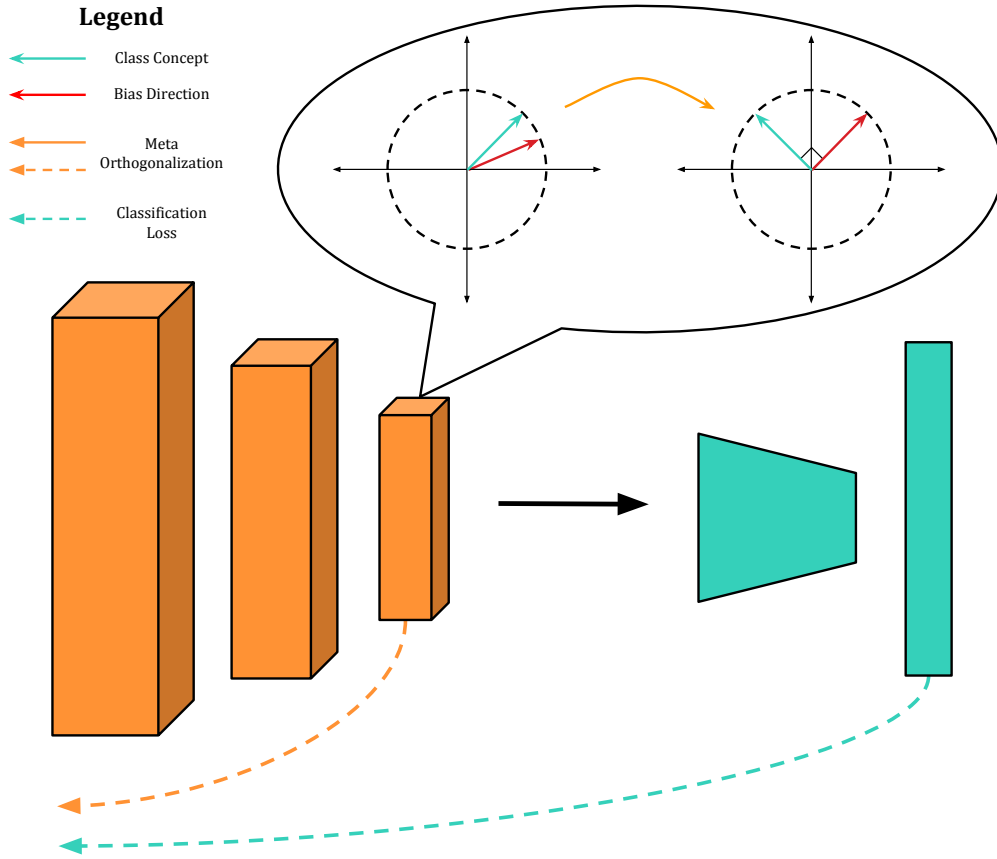 Legend
Class Concept
Bias Direction
Meta
Orthogonalization
Classification
Loss